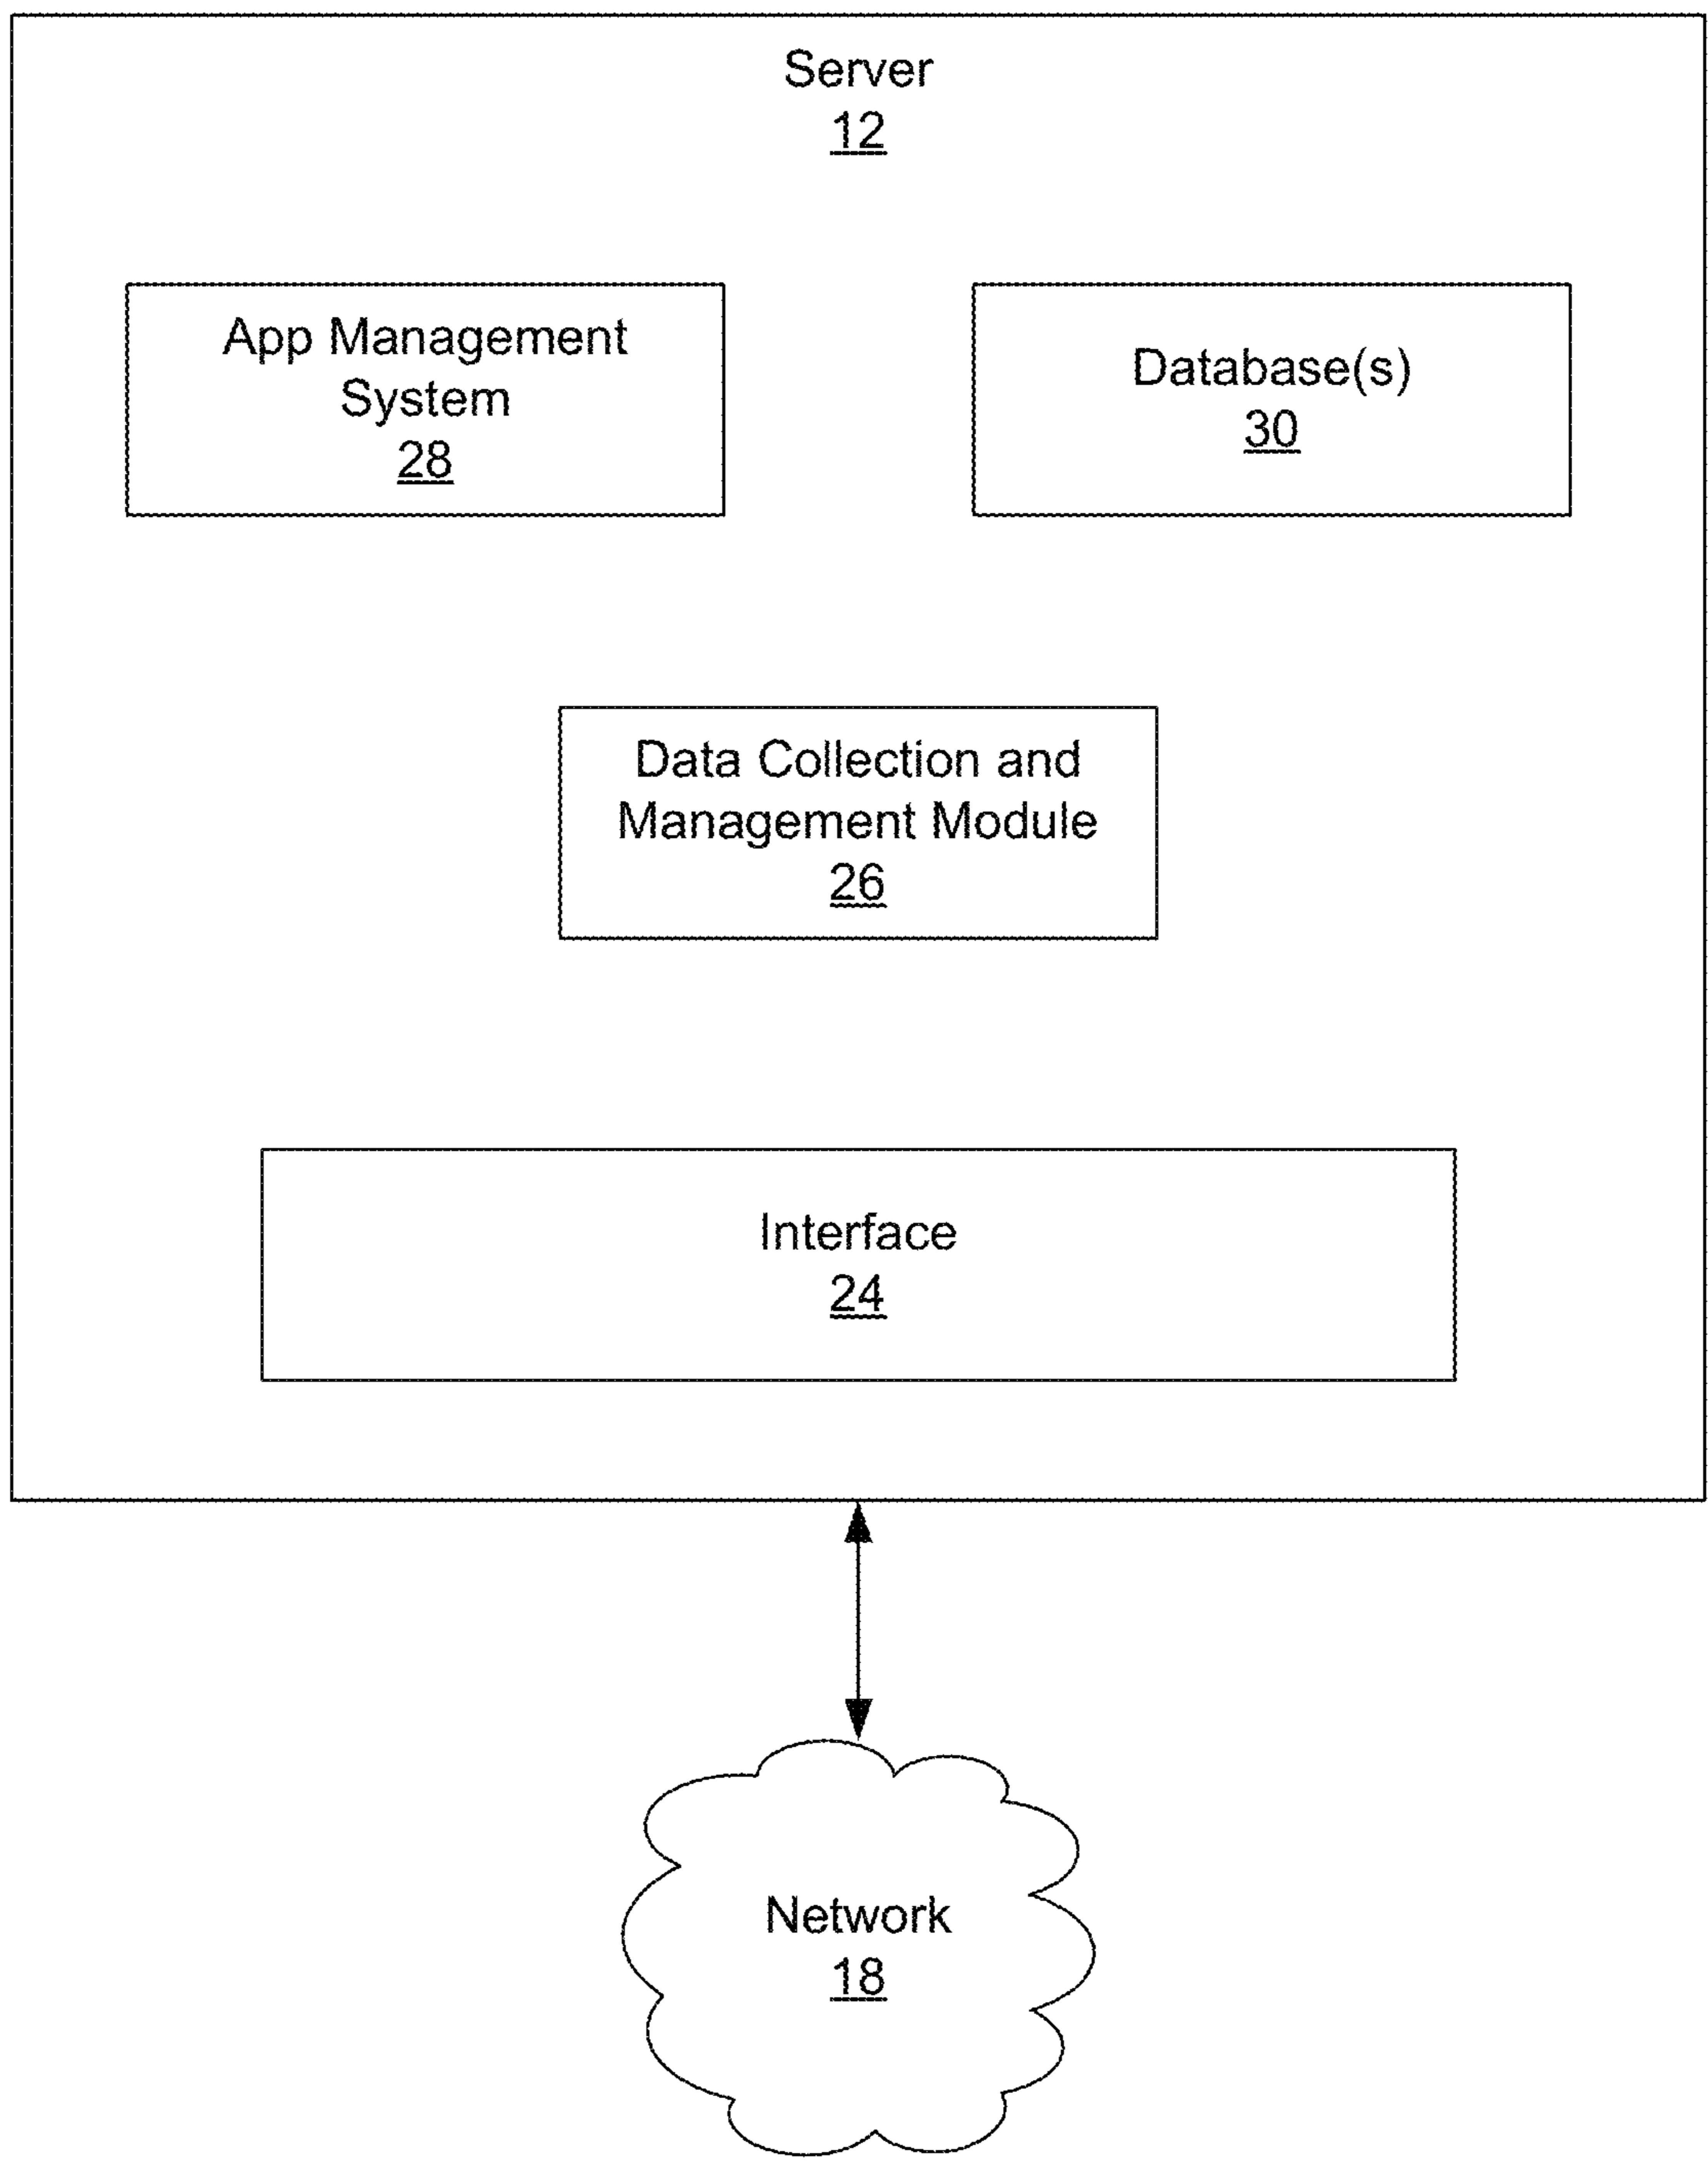 Server
12
App Management
System
28
Database(s)
30
Data Collection and
Management Module
26
Interface
24
Network
18